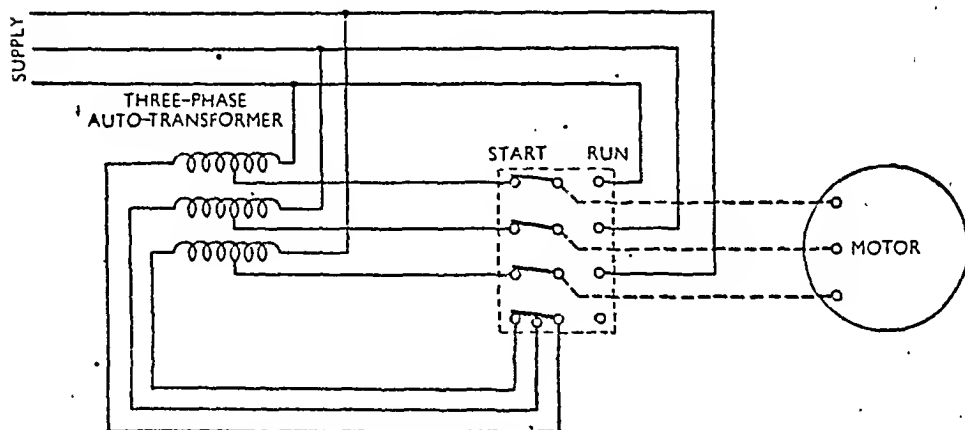 SUPPLY
THREE-PHASE
AUTO-TRANSFORMER
START RUN
MOTOR